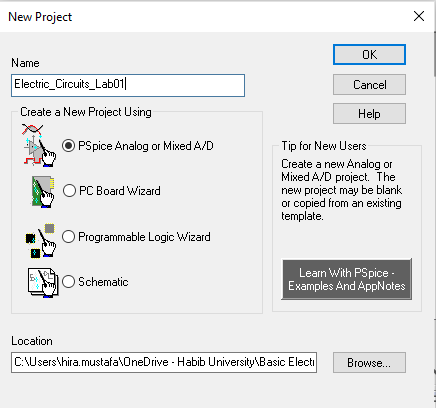 New Project
Name
Electric_Circuits_Lab01
OK
Cancel
Help
Create a New Project Using
PSpice Analog or Mixed A/D
PC Board Wizard
Programmable Logic Wizard
Schematic
Tip for New Users
Create a new Analog or
Mixed A/D project. The
new project may be blank
or copied from an existing
template.
Learn With PSpice -
Examples And AppNotes
Location
C:\Users\hira.mustafa\OneDrive - Habib University\Basic Electri
Browse...